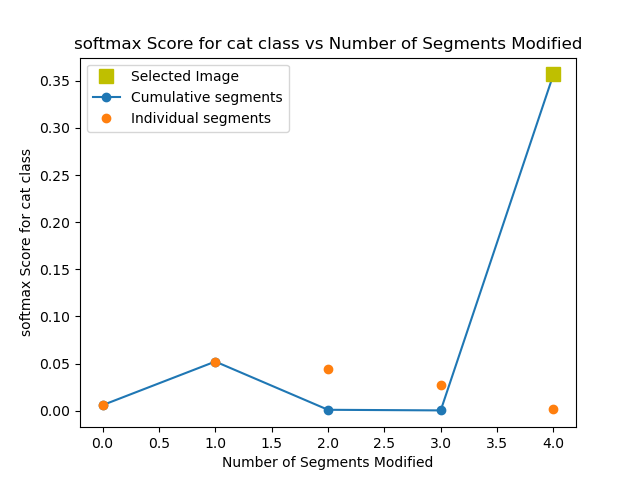 softmax Score for cat class vs Number of Segments Modified
Selected Image
Cumulative segments
Individual segments
softmax Score for cat class
0.35
0.30
0.25
0.20
0.15
0.10
0.05
0.00
0.0 0.5 1.0 1.5 2.0 2.5 3.0 3.5 4.0
Number of Segments Modified